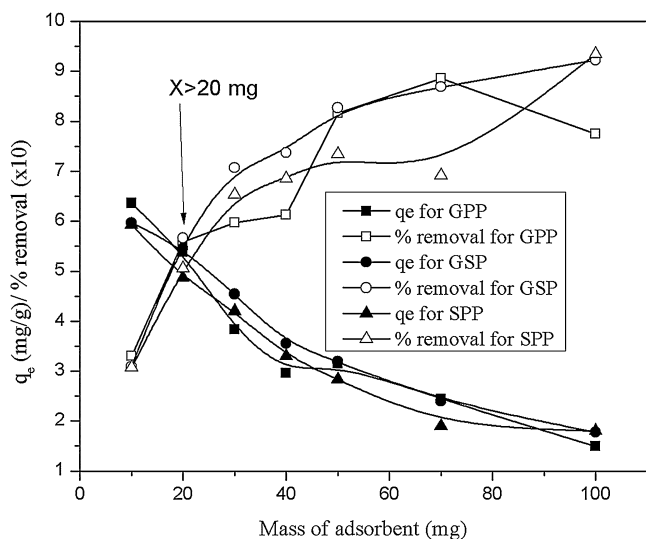 10
9
8
7
6
5
4
3
2
1
qe (mg/g)/ % removal (x10)
X>20 mg
qe for GPP
% removal for GPP
qe for GSP
% removal for GSP
qe for SPP
% removal for SPP
0 20 40 60 80 100
Mass of adsorbent (mg)